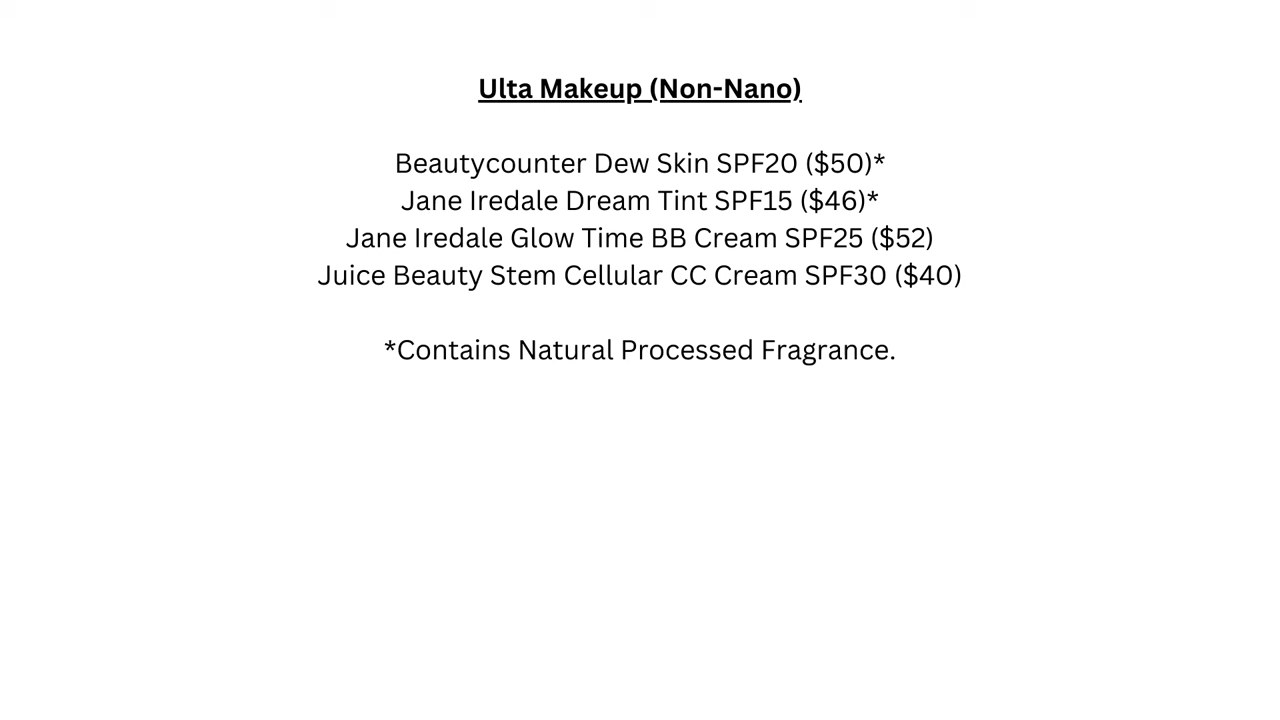 Ulta Makeup (Non-Nano)
Beautycounter Dew Skin SPF20 ($50)*
Jane Iredale Dream Tint SPF15 ($46)*
Jane Iredale Glow Time BB Cream SPF25 ($52)
Juice Beauty Stem Cellular CC Cream SPF30 ($40)
*Contains Natural Processed Fragrance.